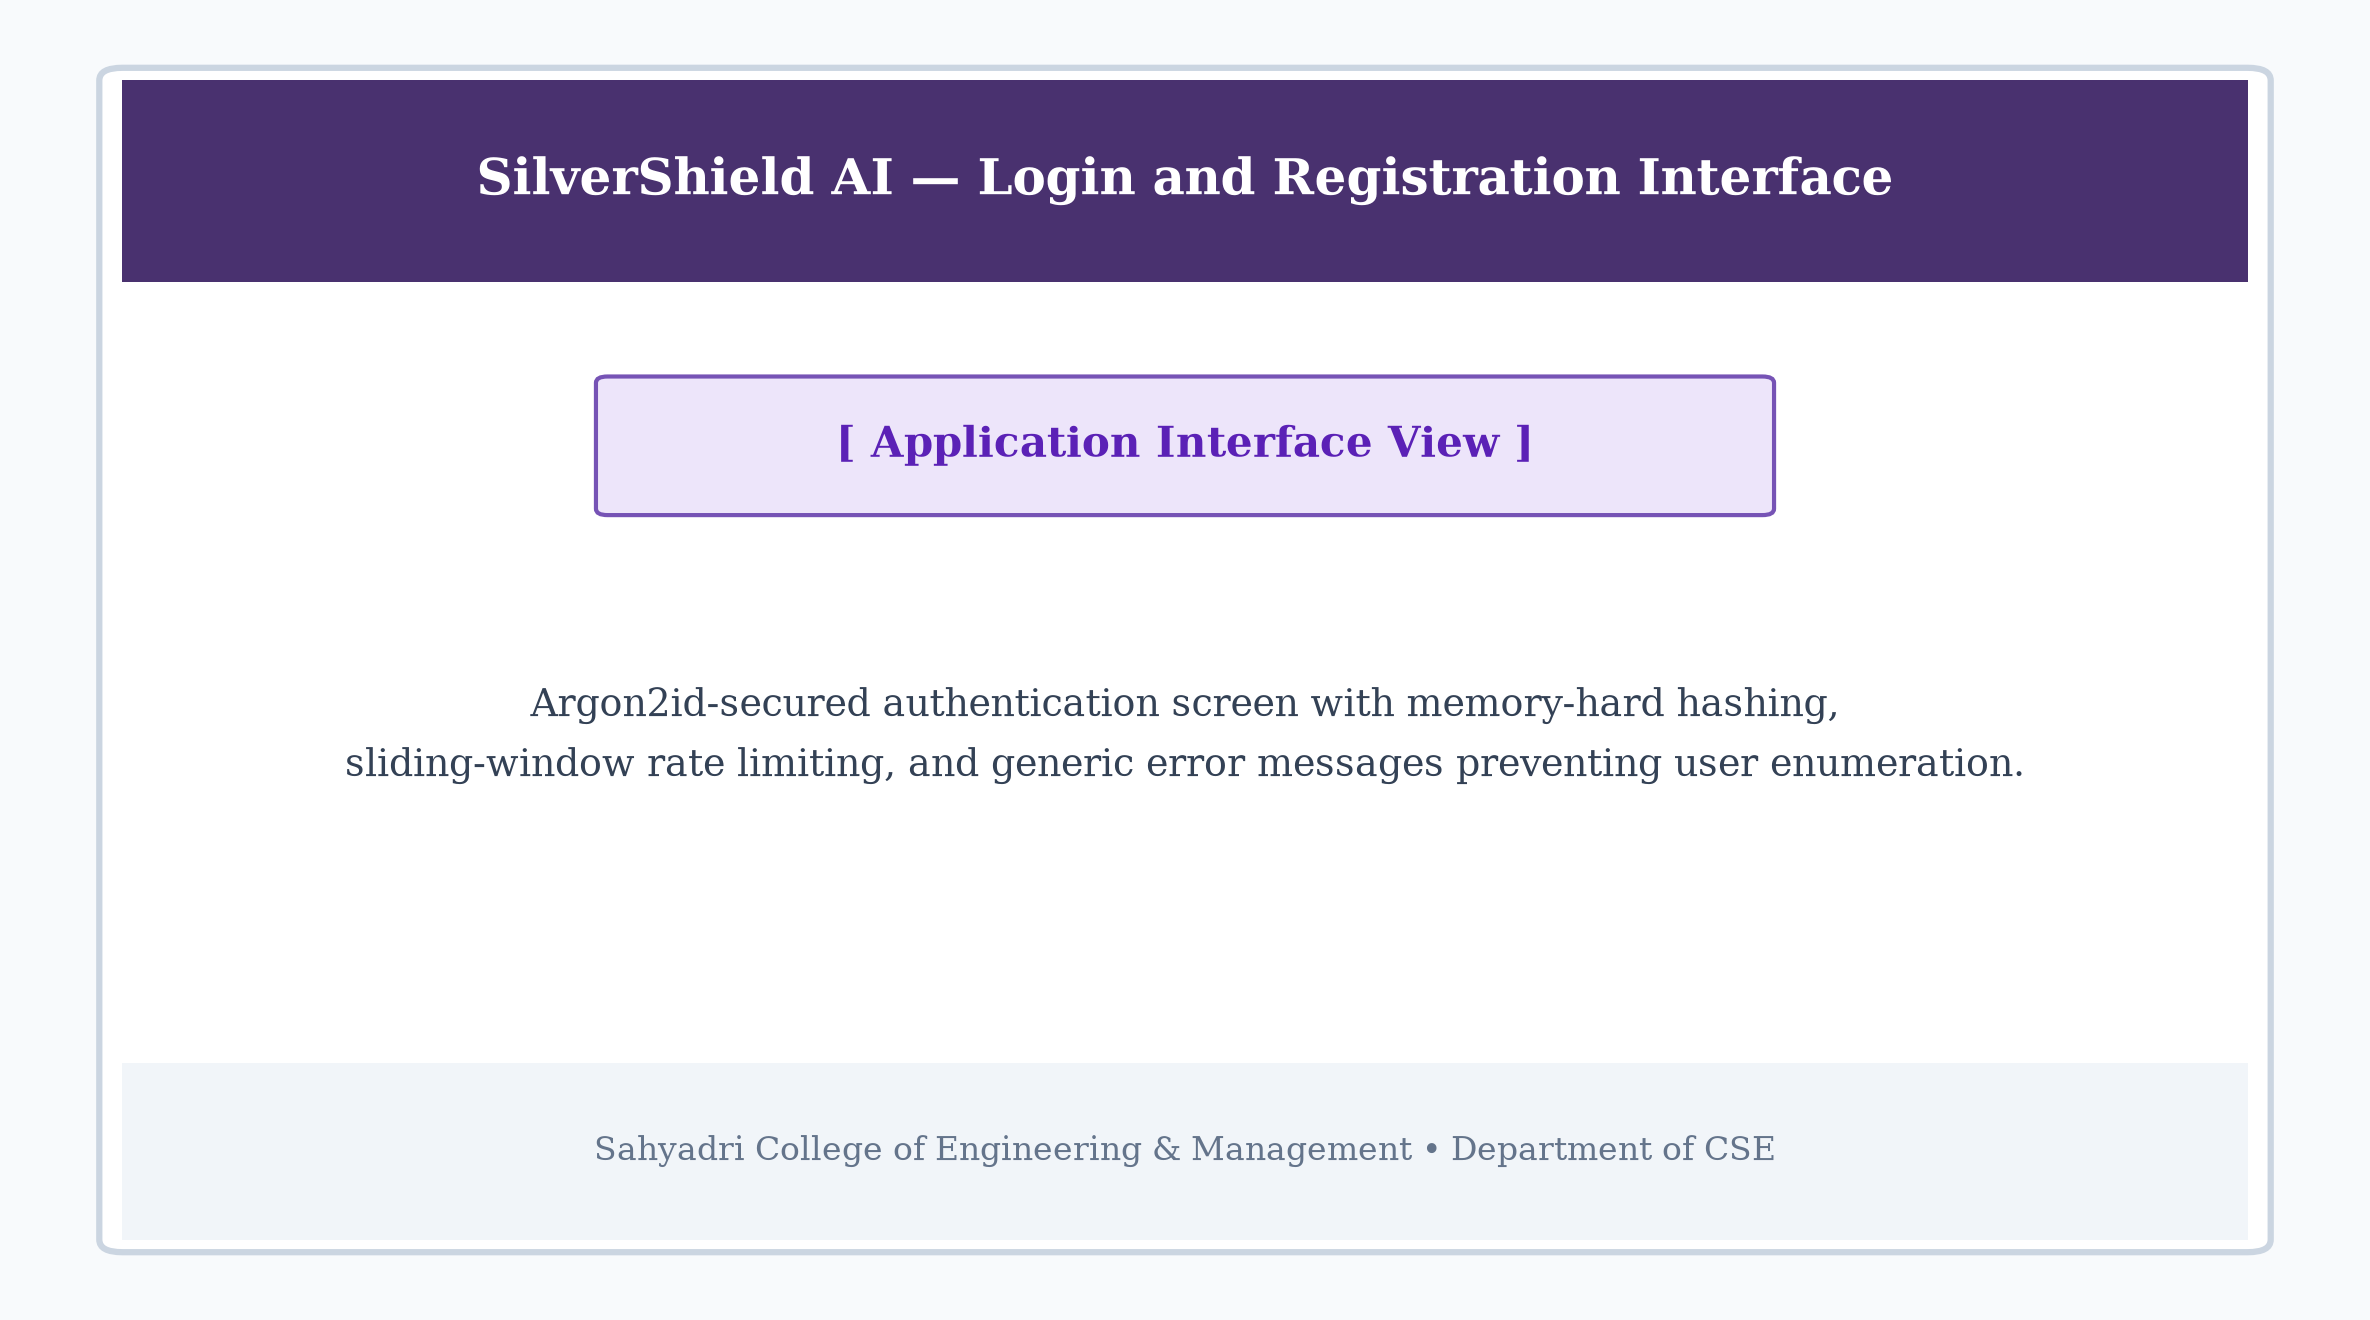 SilverShield AI — Login and Registration Interface
[ Application Interface View ]
Argon2id-secured authentication screen with memory-hard hashing,
sliding-window rate limiting, and generic error messages preventing user enumeration.
Sahyadri College of Engineering & Management • Department of CSE